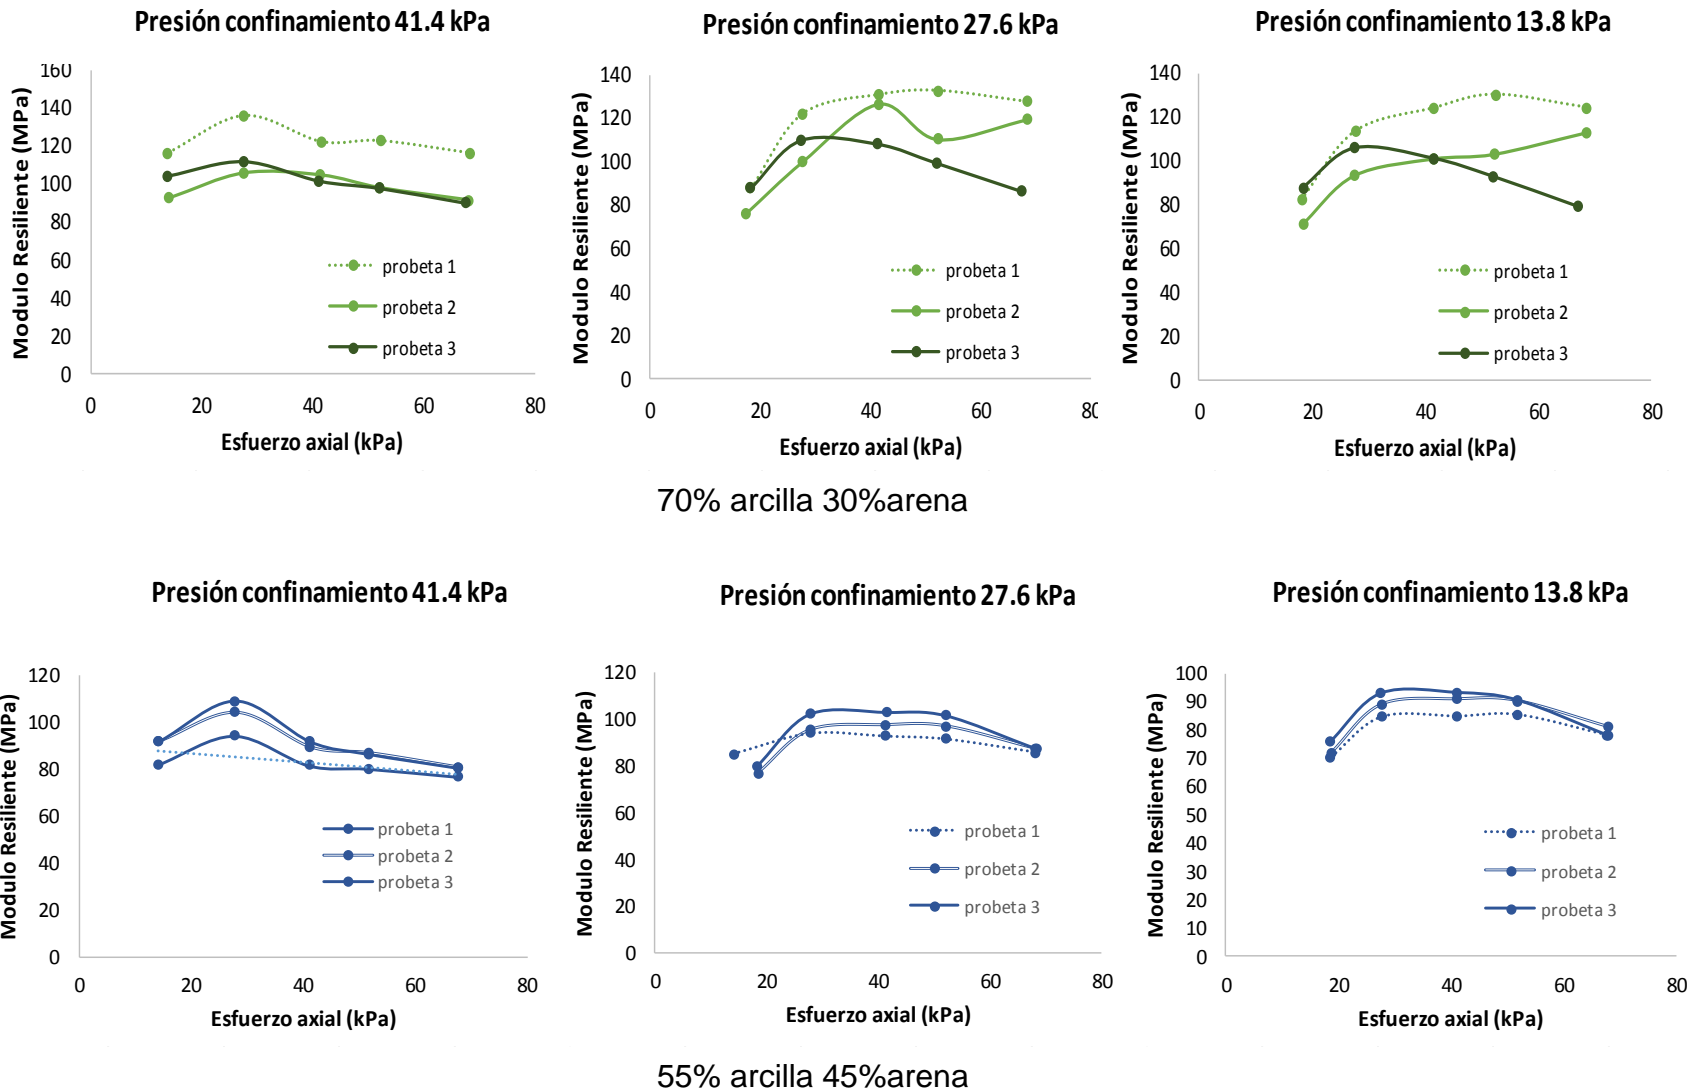 Presión confinamiento 41.4 kPa
Modulo Resiliente (MPa)
160
140
120
100
80
60
40
20
0
0 20 40 60 80
Esfuerzo axial (kPa)
probeta 1
probeta 2
probeta 3
Presión confinamiento 27.6 kPa
Modulo Resiliente (MPa)
140
120
100
80
60
40
20
0
0 20 40 60 80
Esfuerzo axial (kPa)
probeta 1
probeta 2
probeta 3
Presión confinamiento 13.8 kPa
Modulo Resiliente (MPa)
140
120
100
80
60
40
20
0
0 20 40 60 80
Esfuerzo axial (kPa)
probeta 1
probeta 2
probeta 3
70% arcilla 30%arena
Presión confinamiento 41.4 kPa
Modulo Resiliente (MPa)
120
100
80
60
40
20
0
0 20 40 60 80
Esfuerzo axial (kPa)
probeta 1
probeta 2
probeta 3
Presión confinamiento 27.6 kPa
Modulo Resiliente (MPa)
120
100
80
60
40
20
0
0 20 40 60 80
Esfuerzo axial (kPa)
probeta 1
probeta 2
probeta 3
Presión confinamiento 13.8 kPa
Modulo Resiliente (MPa)
100
90
80
70
60
50
40
30
20
10
0
0 20 40 60 80
Esfuerzo axial (kPa)
probeta 1
probeta 2
probeta 3
55% arcilla 45%arena